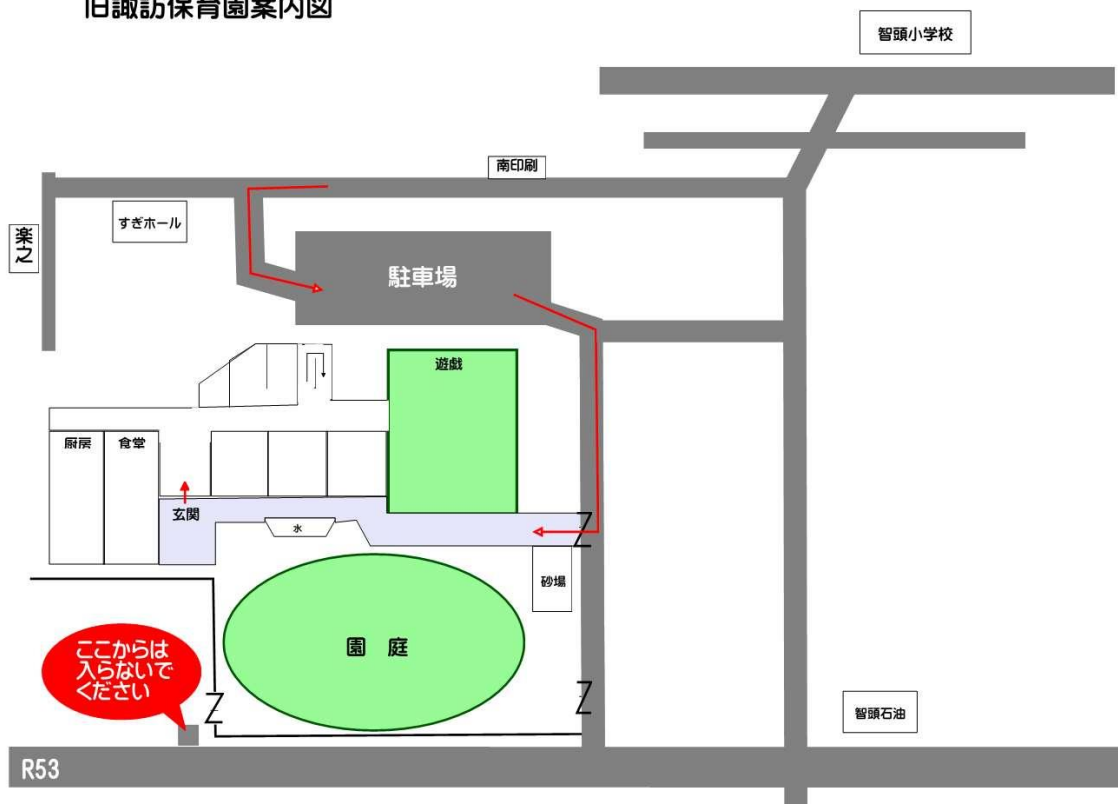 旧諏訪保育園案内図
智頭小学校
南印刷
すぎホール
楽之
駐車場
遊戯
厨房
食堂
玄関
水
砂場
園 庭
ここからは
入らないで
ください
智頭石油
R53